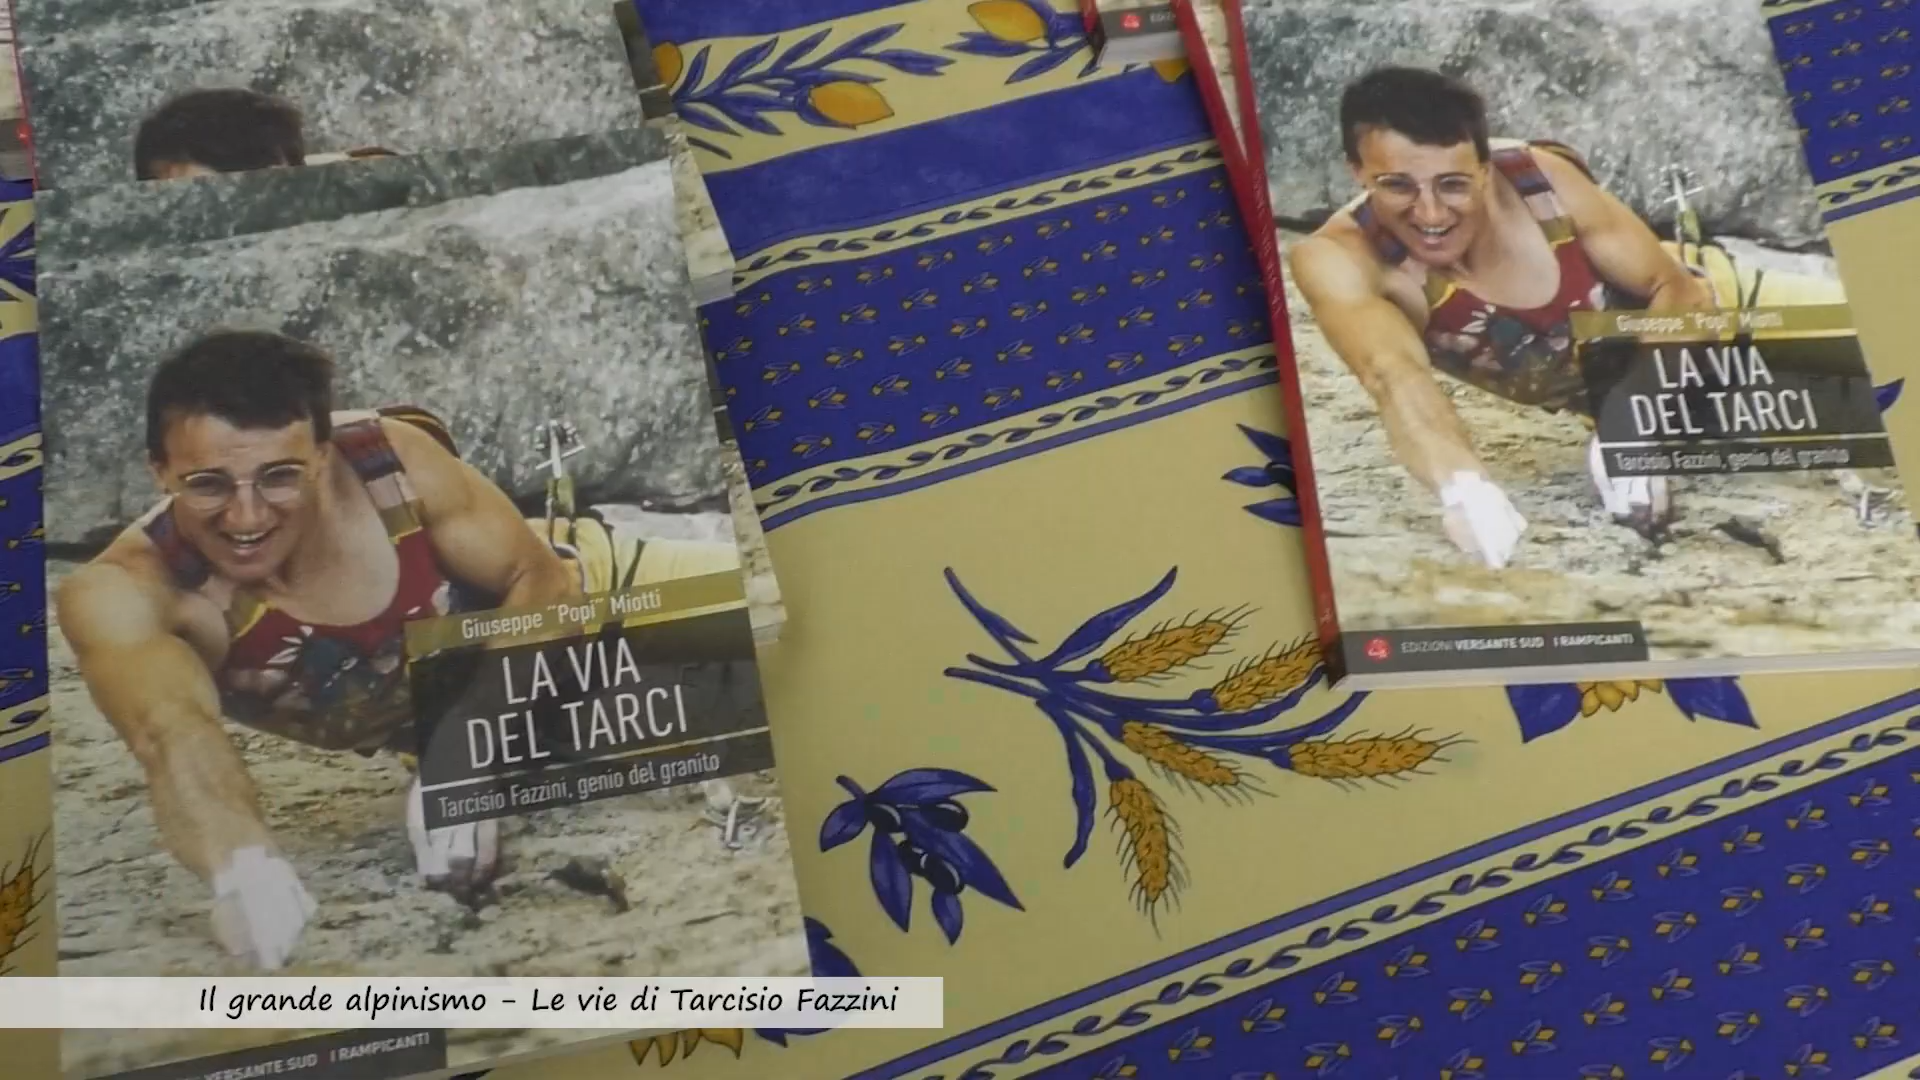 Giuseppe "Popi" Miotti
LA VIA
DEL TARCI
Tarcisio Fazzini, genio del granito
VERSANTE SUD I RAMPICANTI
Giuseppe "Popi" Miotti
LA VIA
DEL TARCI
Tarcisio Fazzini, genio del granito
EDIZIONI VERSANTE SUD I RAMPICANTI
Il grande alpinismo - Le vie di Tarcisio Fazzini